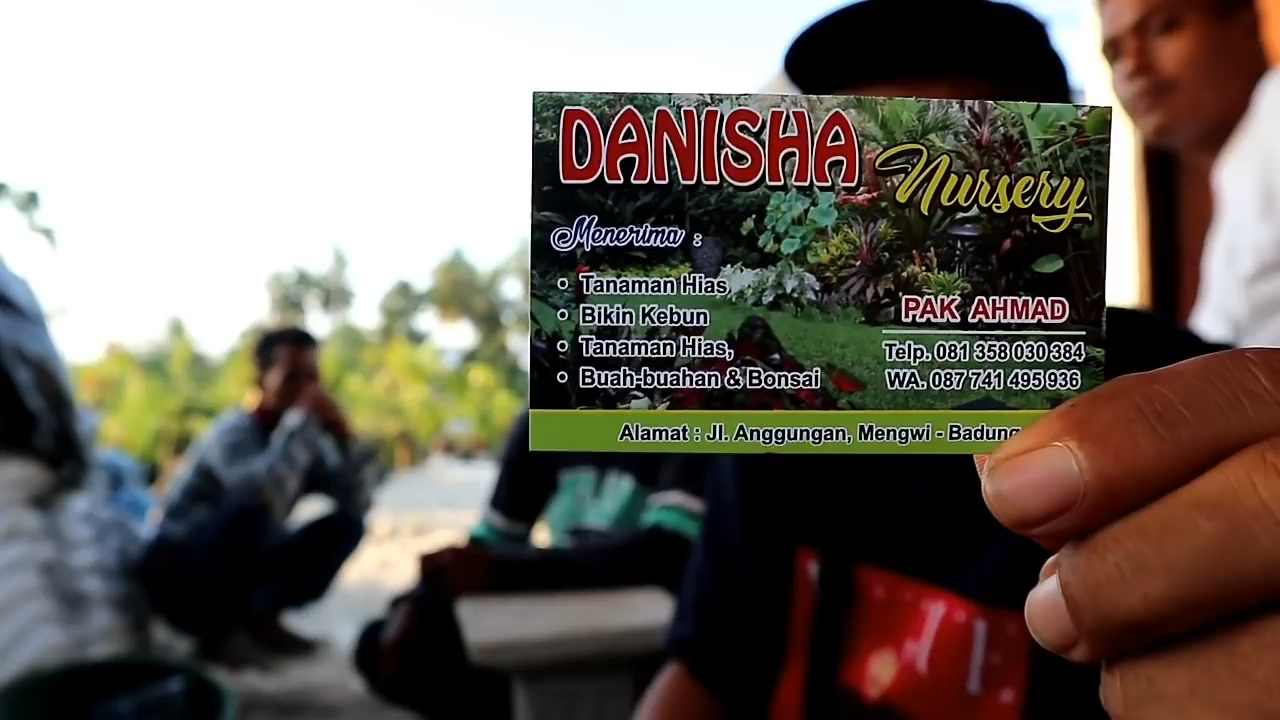 DANISHA Nursery
Menerima :
• Tanaman Hias
• Bikin Kebun
• Tanaman Hias,
• Buah-buahan & Bonsai
PAK AHMAD
Telp. 081 358 030 384
WA. 087 741 495 936
Alamat : Jl. Anggungan, Mengwi - Badung